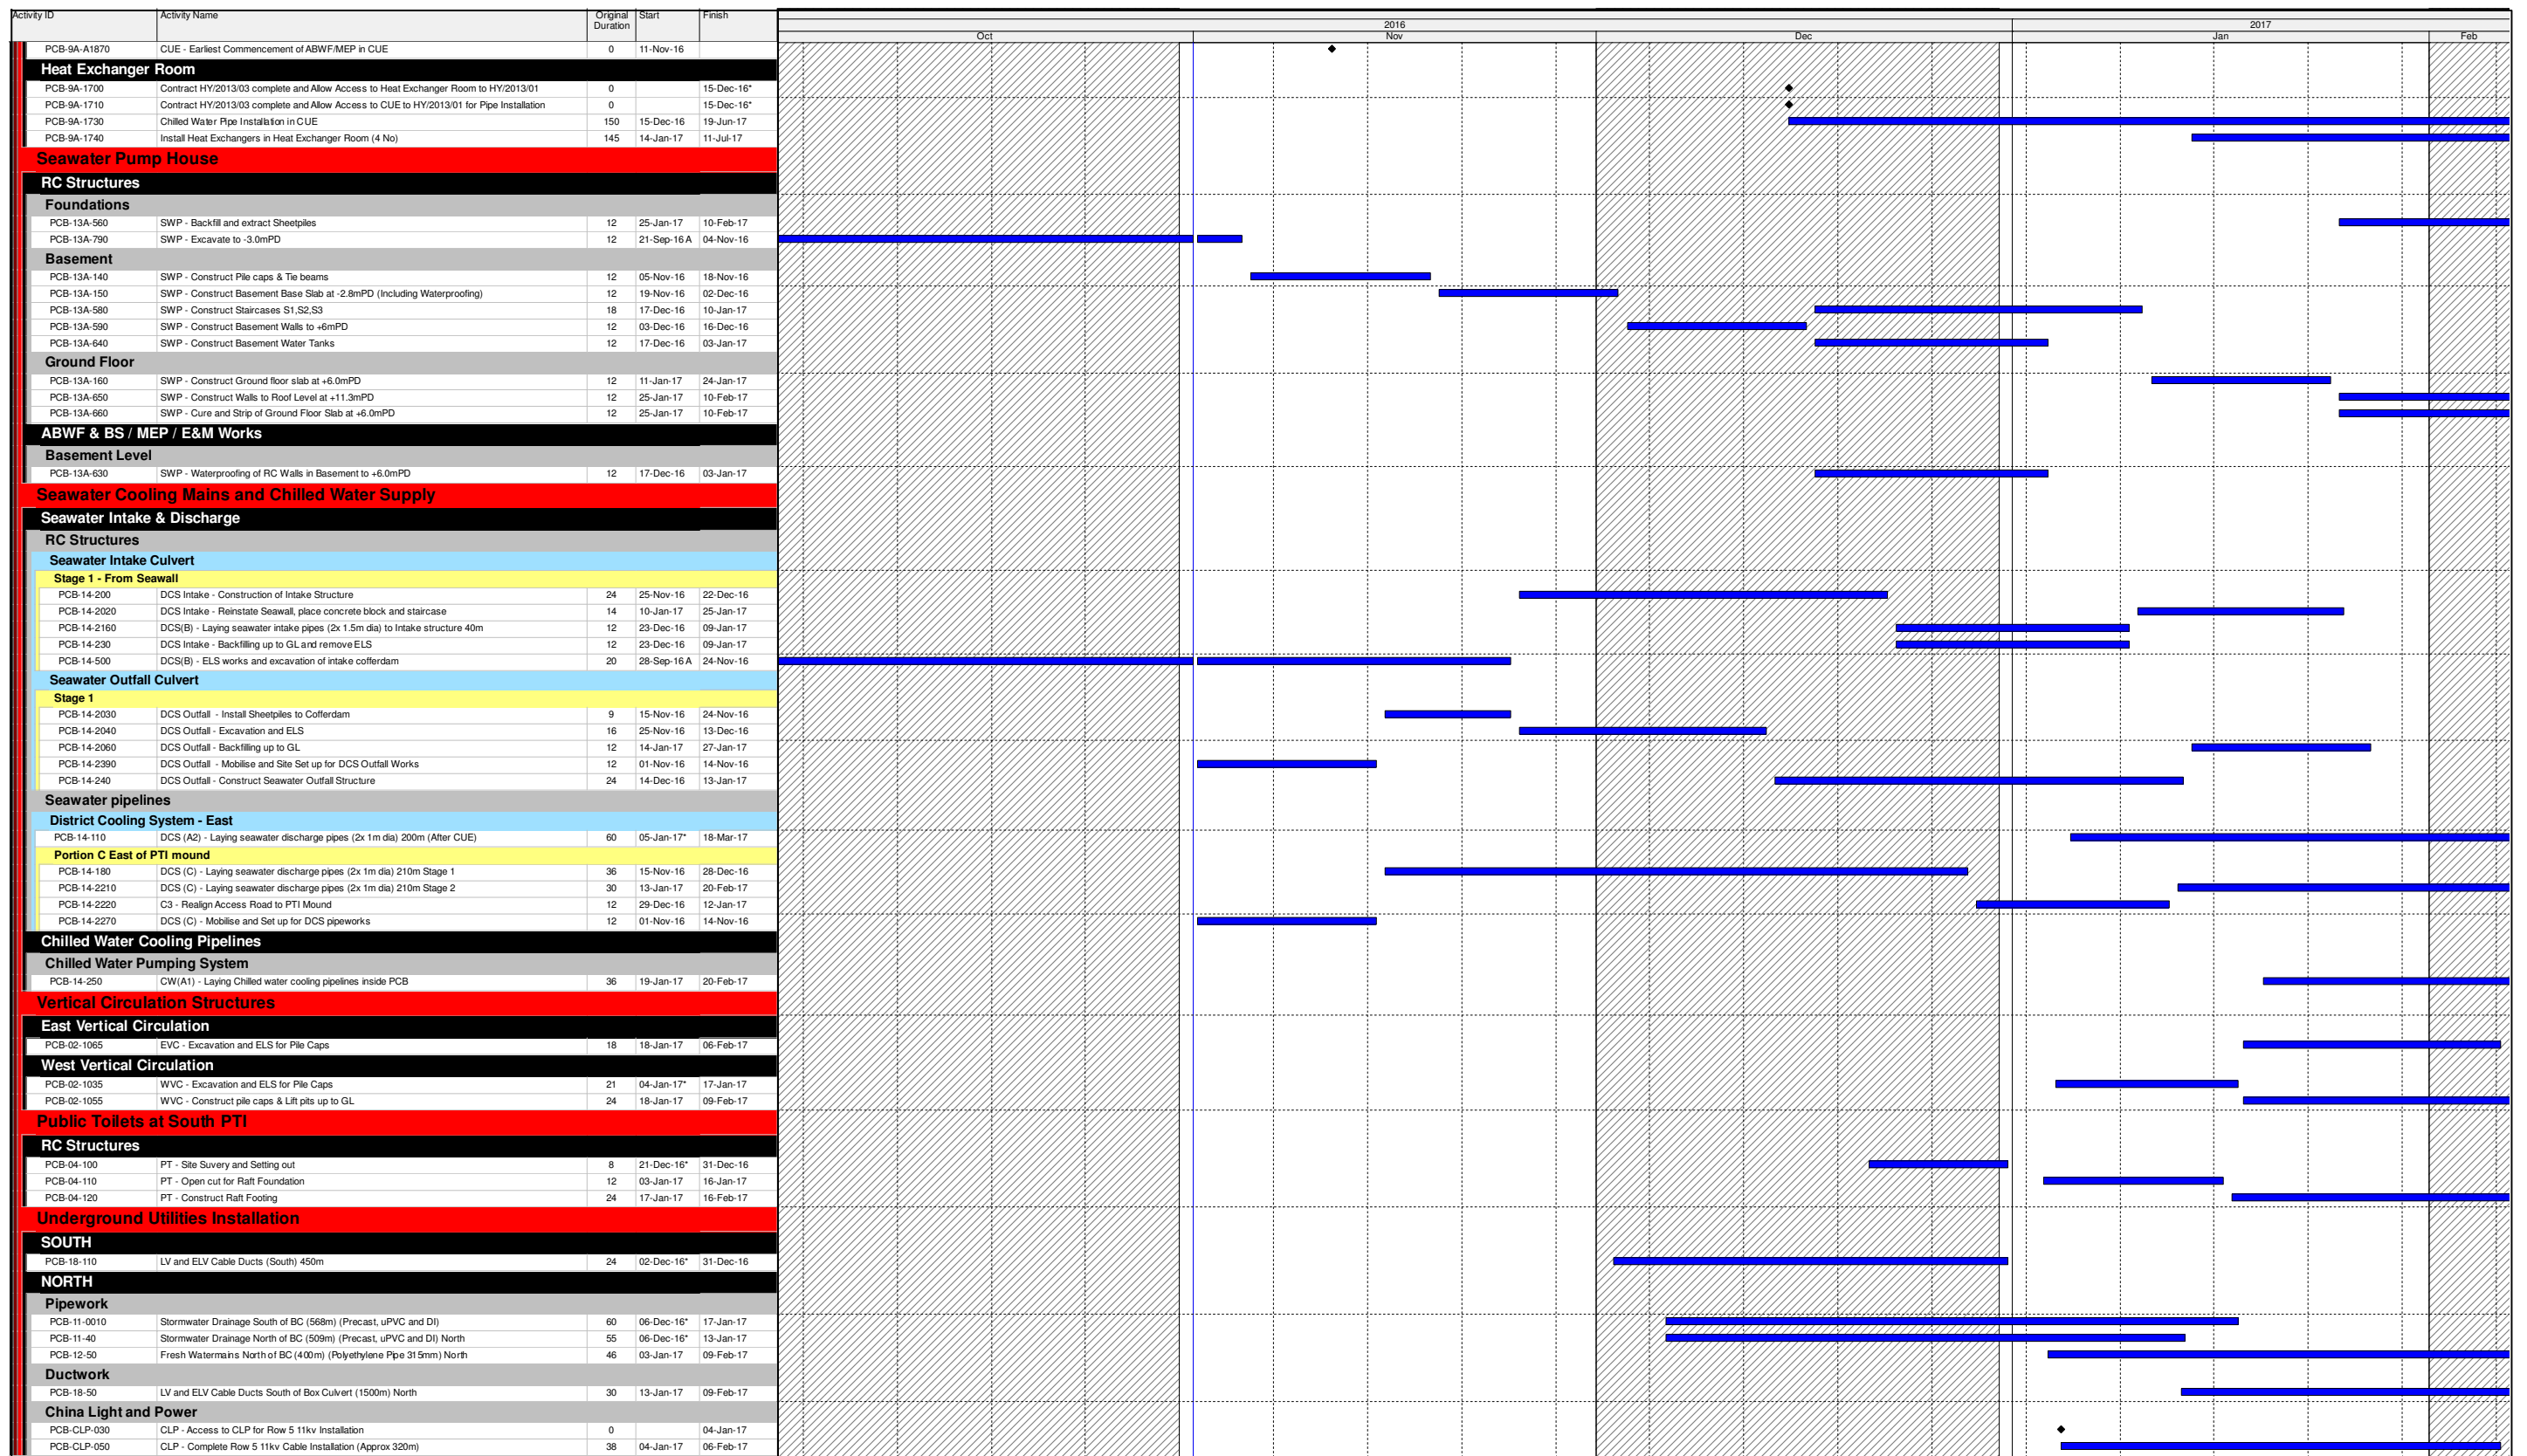 Activity ID Activity Name Original Duration Start Finish
2016 2017
Oct Nov Dec Jan Feb
PCB-9A-A1870 CUE - Earliest Commencement of ABWF/MEP in CUE 0 11-Nov-16
Heat Exchanger Room
PCB-9A-1700 Contract HY/2013/03 complete and Allow Access to Heat Exchanger Room to HY/2013/01 0 15-Dec-16*
PCB-9A-1710 Contract HY/2013/03 complete and Allow Access to CUE to HY/2013/01 for Pipe Installation 0 15-Dec-16*
PCB-9A-1730 Chilled Water Pipe Installation in CUE 150 15-Dec-16 19-Jun-17
PCB-9A-1740 Install Heat Exchangers in Heat Exchanger Room (4 No) 145 14-Jan-17 11-Jul-17
Seawater Pump House
RC Structures
Foundations
PCB-13A-560 SWP - Backfill and extract Sheetpiles 12 25-Jan-17 10-Feb-17
PCB-13A-790 SWP - Excavate to -3.0mPD 12 21-Sep-16 A 04-Nov-16
Basement
PCB-13A-140 SWP - Construct Pile caps & Tie beams 12 05-Nov-16 18-Nov-16
PCB-13A-150 SWP - Construct Basement Base Slab at -2.8mPD (Including Waterproofing) 12 19-Nov-16 02-Dec-16
PCB-13A-580 SWP - Construct Staircases S1,S2,S3 18 17-Dec-16 10-Jan-17
PCB-13A-590 SWP - Construct Basement Walls to +6mPD 12 03-Dec-16 16-Dec-16
PCB-13A-640 SWP - Construct Basement Water Tanks 12 17-Dec-16 03-Jan-17
Ground Floor
PCB-13A-160 SWP - Construct Ground floor slab at +6.0mPD 12 11-Jan-17 24-Jan-17
PCB-13A-650 SWP - Construct Walls to Roof Level at +11.3mPD 12 25-Jan-17 10-Feb-17
PCB-13A-660 SWP - Cure and Strip of Ground Floor Slab at +6.0mPD 12 25-Jan-17 10-Feb-17
ABWF & BS / MEP / E&M Works
Basement Level
PCB-13A-630 SWP - Waterproofing of RC Walls in Basement to +6.0mPD 12 17-Dec-16 03-Jan-17
Seawater Cooling Mains and Chilled Water Supply
Seawater Intake & Discharge
RC Structures
Seawater Intake Culvert
Stage 1 - From Seawall
PCB-14-200 DCS Intake - Construction of Intake Structure 24 25-Nov-16 22-Dec-16
PCB-14-2020 DCS Intake - Reinstate Seawall, place concrete block and staircase 14 10-Jan-17 25-Jan-17
PCB-14-2160 DCS(B) - Laying seawater intake pipes (2x 1.5m dia) to Intake structure 40m 12 23-Dec-16 09-Jan-17
PCB-14-230 DCS Intake - Backfilling up to GL and remove ELS 12 23-Dec-16 09-Jan-17
PCB-14-500 DCS(B) - ELS works and excavation of intake cofferdam 20 28-Sep-16 A 24-Nov-16
Seawater Outfall Culvert
Stage 1
PCB-14-2030 DCS Outfall - Install Sheetpiles to Cofferdam 9 15-Nov-16 24-Nov-16
PCB-14-2040 DCS Outfall - Excavation and ELS 16 25-Nov-16 13-Dec-16
PCB-14-2060 DCS Outfall - Backfilling up to GL 12 14-Jan-17 27-Jan-17
PCB-14-2390 DCS Outfall - Mobilise and Site Set up for DCS Outfall Works 12 01-Nov-16 14-Nov-16
PCB-14-240 DCS Outfall - Construct Seawater Outfall Structure 24 14-Dec-16 13-Jan-17
Seawater pipelines
District Cooling System - East
PCB-14-110 DCS (A2) - Laying seawater discharge pipes (2x 1m dia) 200m (After CUE) 60 05-Jan-17* 18-Mar-17
Portion C East of PTI mound
PCB-14-180 DCS (C) - Laying seawater discharge pipes (2x 1m dia) 210m Stage 1 36 15-Nov-16 28-Dec-16
PCB-14-2210 DCS (C) - Laying seawater discharge pipes (2x 1m dia) 210m Stage 2 30 13-Jan-17 20-Feb-17
PCB-14-2220 C3 - Realign Access Road to PTI Mound 12 29-Dec-16 12-Jan-17
PCB-14-2270 DCS (C) - Mobilise and Set up for DCS pipeworks 12 01-Nov-16 14-Nov-16
Chilled Water Cooling Pipelines
Chilled Water Pumping System
PCB-14-250 CW(A1) - Laying Chilled water cooling pipelines inside PCB 36 19-Jan-17 20-Feb-17
Vertical Circulation Structures
East Vertical Circulation
PCB-02-1065 EVC - Excavation and ELS for Pile Caps 18 18-Jan-17 06-Feb-17
West Vertical Circulation
PCB-02-1035 WVC - Excavation and ELS for Pile Caps 21 04-Jan-17* 17-Jan-17
PCB-02-1055 WVC - Construct pile caps & Lift pits up to GL 24 18-Jan-17 09-Feb-17
Public Toilets at South PTI
RC Structures
PCB-04-100 PT - Site Suvery and Setting out 8 21-Dec-16* 31-Dec-16
PCB-04-110 PT - Open cut for Raft Foundation 12 03-Jan-17 16-Jan-17
PCB-04-120 PT - Construct Raft Footing 24 17-Jan-17 16-Feb-17
Underground Utilities Installation
SOUTH
PCB-18-110 LV and ELV Cable Ducts (South) 450m 24 02-Dec-16* 31-Dec-16
NORTH
Pipework
PCB-11-0010 Stormwater Drainage South of BC (568m) (Precast, uPVC and DI) 60 06-Dec-16* 17-Jan-17
PCB-11-40 Stormwater Drainage North of BC (509m) (Precast, uPVC and DI) North 55 06-Dec-16* 13-Jan-17
PCB-12-50 Fresh Watermains North of BC (400m) (Polyethylene Pipe 315mm) North 46 03-Jan-17 09-Feb-17
Ductwork
PCB-18-50 LV and ELV Cable Ducts South of Box Culvert (1500m) North 30 13-Jan-17 09-Feb-17
China Light and Power
PCB-CLP-030 CLP - Access to CLP for Row 5 11kv Installation 0 04-Jan-17
PCB-CLP-050 CLP - Complete Row 5 11kv Cable Installation (Approx 320m) 38 04-Jan-17 06-Feb-17